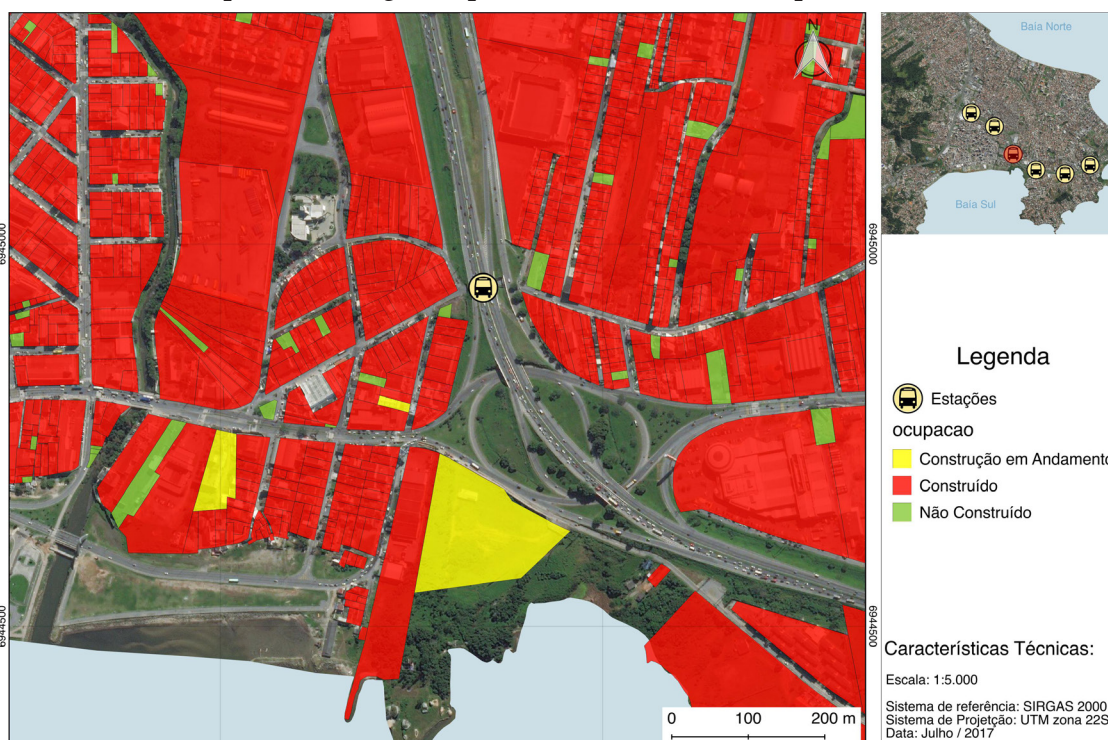 N
6945000
6945000
6944500
6944500
0 100 200 m
Baía Norte
Baía Sul
Legenda
Estações
ocupacao
Construção em Andamento
Construído
Não Construído
Características Técnicas:
Escala: 1:5.000
Sistema de referência: SIRGAS 2000
Sistema de Projetção: UTM zona 22S
Data: Julho / 2017